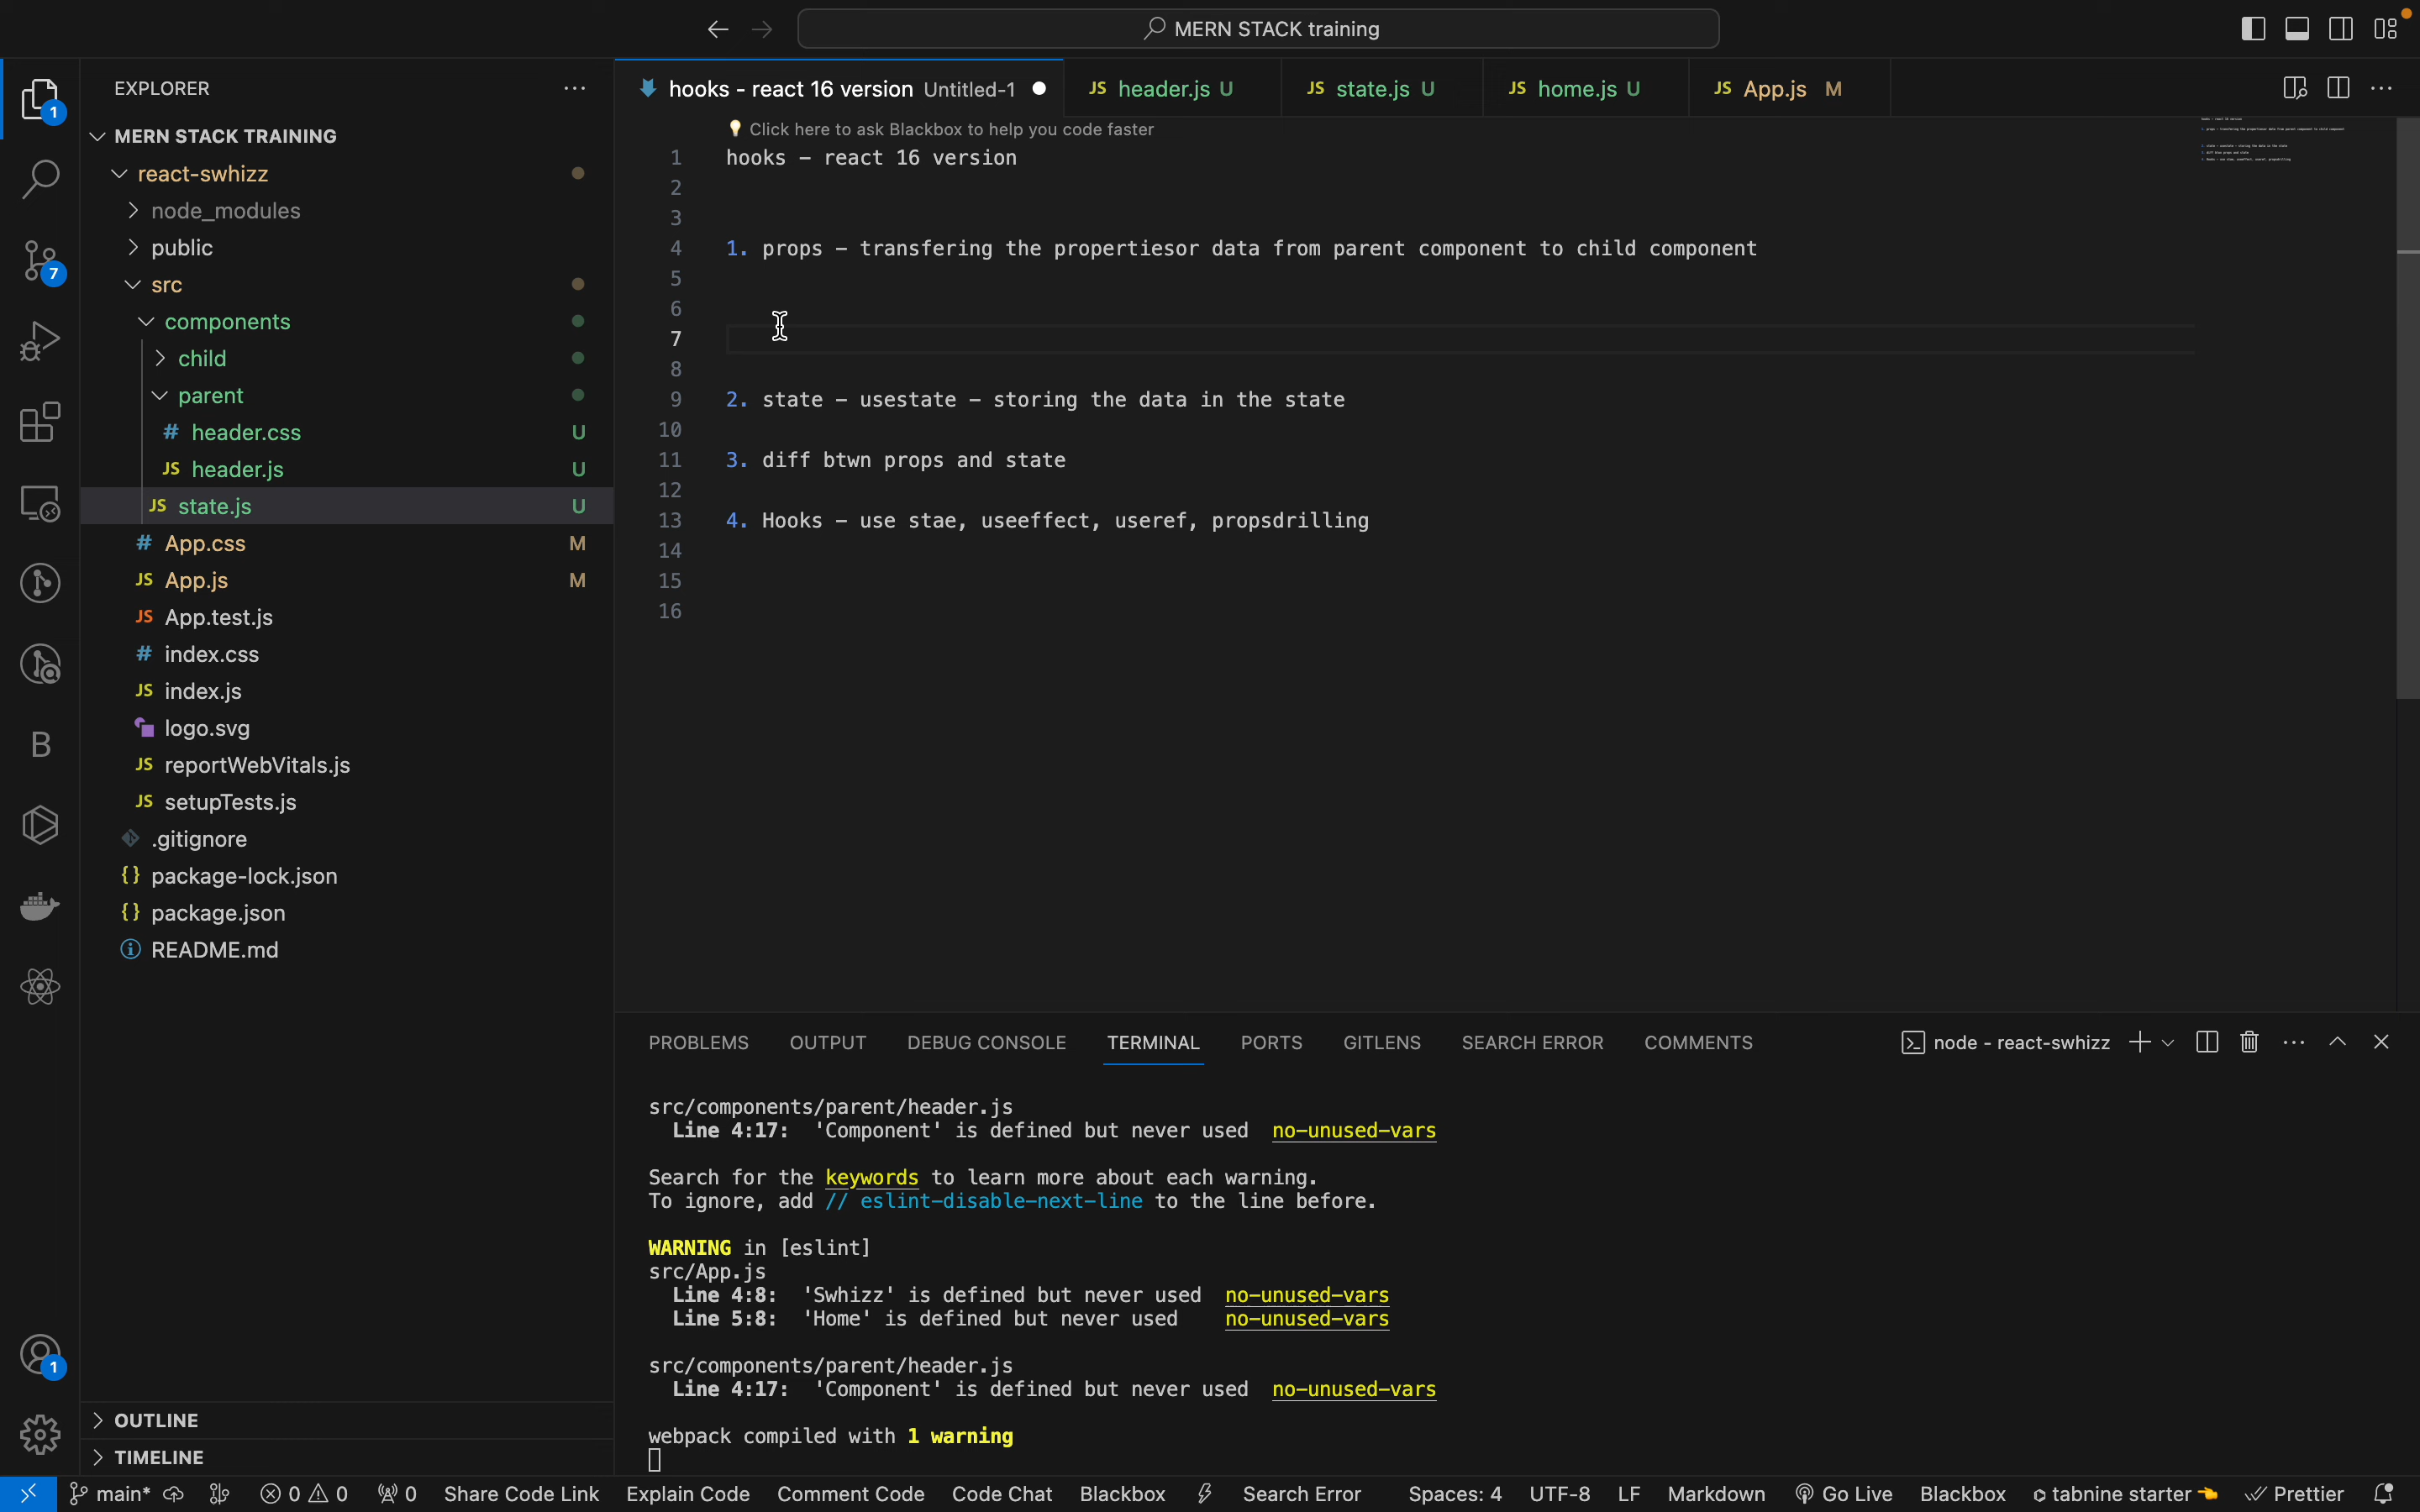 MERN STACK training
EXPLORER
MERN STACK TRAINING
react-swhizz
node_modules
public
src
components
child
parent
# header.css U
JS header.js U
JS state.js U
# App.css M
JS App.js M
JS App.test.js
# index.css
JS index.js
logo.svg
JS reportWebVitals.js
JS setupTests.js
.gitignore
{} package-lock.json
{} package.json
README.md
OUTLINE
TIMELINE
1
7
B
1
hooks - react 16 version Untitled-1
JS header.js U
JS state.js U
JS home.js U
JS App.js M
Click here to ask Blackbox to help you code faster
1 hooks – react 16 version
2
3
4 1. props – transfering the propertiesor data from parent component to child component
5
6
7
8
9 2. state – usestate – storing the data in the state
10
11 3. diff btwn props and state
12
13 4. Hooks – use stae, useeffect, useref, propsdrilling
14
15
16
PROBLEMS OUTPUT DEBUG CONSOLE TERMINAL PORTS GITLENS SEARCH ERROR COMMENTS
node - react-swhizz
src/components/parent/header.js
Line 4:17: 'Component' is defined but never used no-unused-vars
Search for the keywords to learn more about each warning.
To ignore, add // eslint-disable-next-line to the line before.
WARNING in [eslint]
src/App.js
Line 4:8: 'Swhizz' is defined but never used no-unused-vars
Line 5:8: 'Home' is defined but never used no-unused-vars
src/components/parent/header.js
Line 4:17: 'Component' is defined but never used no-unused-vars
webpack compiled with 1 warning
main* 0 0 0 Share Code Link Explain Code Comment Code Code Chat Blackbox Search Error Spaces: 4 UTF-8 LF Markdown Go Live Blackbox tabnine starter Prettier